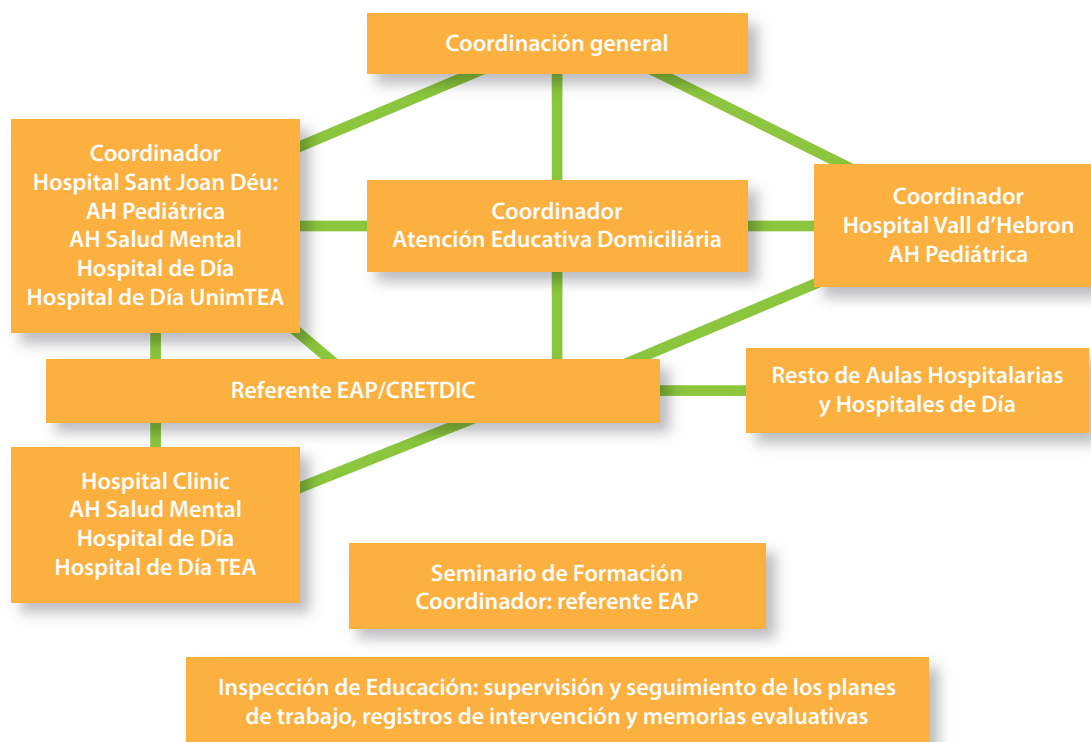 Coordinación general
Coordinador
Hospital Sant Joan Déu:
AH Pediátrica
AH Salud Mental
Hospital de Día
Hospital de Día UnimTEA
Coordinador
Atención Educativa Domiciliária
Coordinador
Hospital Vall d’Hebron
AH Pediátrica
Referente EAP/CRETDIC
Resto de Aulas Hospitalarias
y Hospitales de Día
Hospital Clinic
AH Salud Mental
Hospital de Día
Hospital de Día TEA
Seminario de Formación
Coordinador: referente EAP
Inspección de Educación: supervisión y seguimiento de los planes
de trabajo, registros de intervención y memorias evaluativas